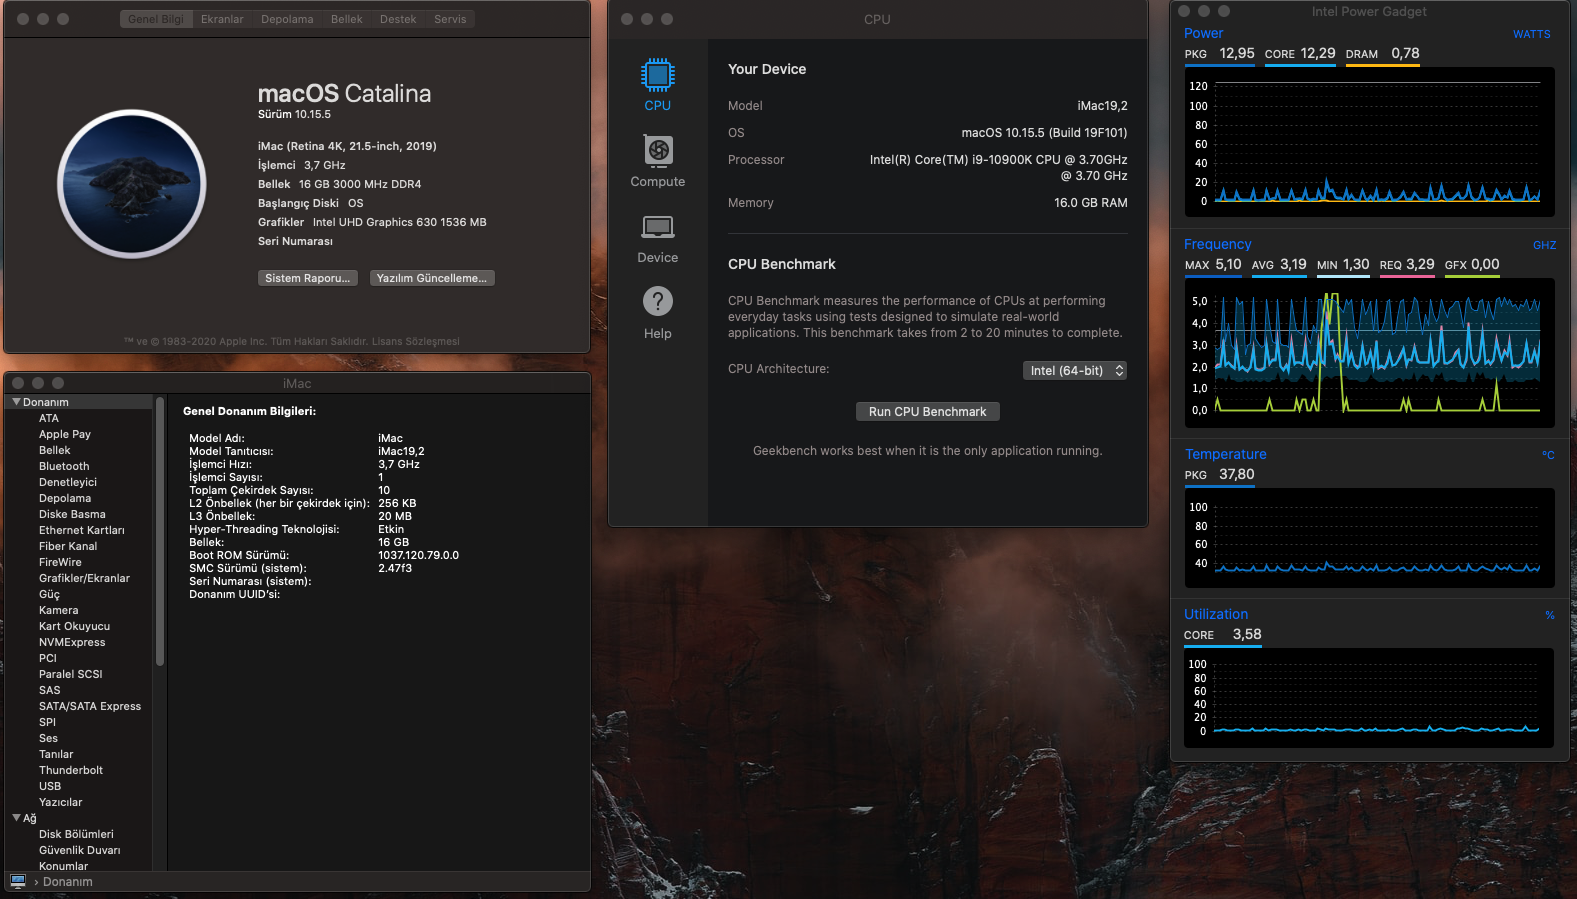 Genel Bilgi Ekranlar Depolama Bellek Destek Servis
macOS Catalina
Sürüm 10.15.5
iMac (Retina 4K, 21.5-inch, 2019)
İşlemci 3,7 GHz
Bellek 16 GB 3000 MHz DDR4
Başlangıç Diski OS
Grafikler Intel UHD Graphics 630 1536 MB
Seri Numarası
Sistem Raporu... Yazılım Güncelleme...
™ ve © 1983-2020 Apple Inc. Tüm Hakları Saklıdır. Lisans Sözleşmesi
iMac
Donanım
ATA
Apple Pay
Bellek
Bluetooth
Denetleyici
Depolama
Diske Basma
Ethernet Kartları
Fiber Kanal
FireWire
Grafikler/Ekranlar
Güç
Kamera
Kart Okuyucu
NVMExpress
PCI
Paralel SCSI
SAS
SATA/SATA Express
SPI
Ses
Tanılar
Thunderbolt
USB
Yazıcılar
Ağ
Disk Bölümleri
Güvenlik Duvarı
Konumlar
Genel Donanım Bilgileri:
Model Adı: iMac
Model Tanıtıcısı: iMac19,2
İşlemci Hızı: 3,7 GHz
İşlemci Sayısı: 1
Toplam Çekirdek Sayısı: 10
L2 Önbellek (her bir çekirdek için): 256 KB
L3 Önbellek: 20 MB
Hyper-Threading Teknolojisi: Etkin
Bellek: 16 GB
Boot ROM Sürümü: 1037.120.79.0.0
SMC Sürümü (sistem): 2.47f3
Seri Numarası (sistem):
Donanım UUID'si:
› Donanım
CPU
CPU
Compute
Device
?
Help
Your Device
Model iMac19,2
OS macOS 10.15.5 (Build 19F101)
Processor Intel(R) Core(TM) i9-10900K CPU @ 3.70GHz
@ 3.70 GHz
Memory 16.0 GB RAM
CPU Benchmark
CPU Benchmark measures the performance of CPUs at performing
everyday tasks using tests designed to simulate real-world
applications. This benchmark takes from 2 to 20 minutes to complete.
CPU Architecture: Intel (64-bit)
Run CPU Benchmark
Geekbench works best when it is the only application running.
Intel Power Gadget
Power WATTS
PKG 12,95 CORE 12,29 DRAM 0,78
120
100
80
60
40
20
0
Frequency GHZ
MAX 5,10 AVG 3,19 MIN 1,30 REQ 3,29 GFX 0,00
5,0
4,0
3,0
2,0
1,0
0,0
Temperature °C
PKG 37,80
100
80
60
40
Utilization %
CORE 3,58
100
80
60
40
20
0